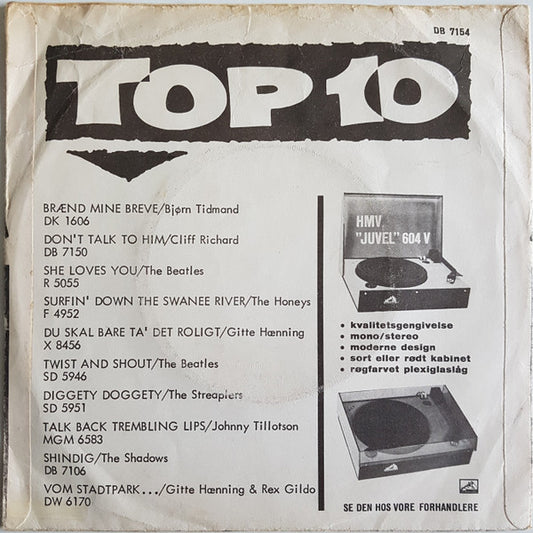 DB 7154
TOP 10
BRÆND MINE BREVE/Bjørn Tidmand
DK 1606
DON'T TALK TO HIM/Cliff Richard
DB 7150
SHE LOVES YOU/The Beatles
R 5055
SURFIN' DOWN THE SWANEE RIVER/The Honeys
F 4952
DU SKAL BARE TA' DET ROLIGT/Gitte Hænning
X 8456
TWIST AND SHOUT/The Beatles
SD 5946
DIGGETY DOGGETY/The Streaplers
SD 5951
TALK BACK TREMBLING LIPS/Johnny Tillotson
MGM 6583
SHINDIG/The Shadows
DB 7106
VOM STADTPARK .../Gitte Hænning & Rex Gildo
DW 6170
HMV
"JUVEL" 604 V
• kvalitetsgengivelse
• mono/stereo
• moderne design
• sort eller rødt kabinet
• røgfarvet plexiglaslåg
SE DEN HOS VORE FORHANDLERE